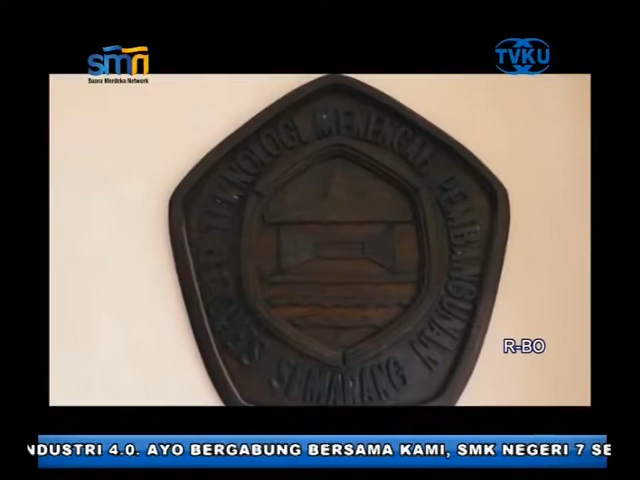 smn
Suara Merdeka Network
TVKU
TEKNOLOGI MENENGAH PEMBANGUNAN
SEMARANG
R-BO
NDUSTRI 4.0. AYO BERGABUNG BERSAMA KAMI, SMK NEGERI 7 SE